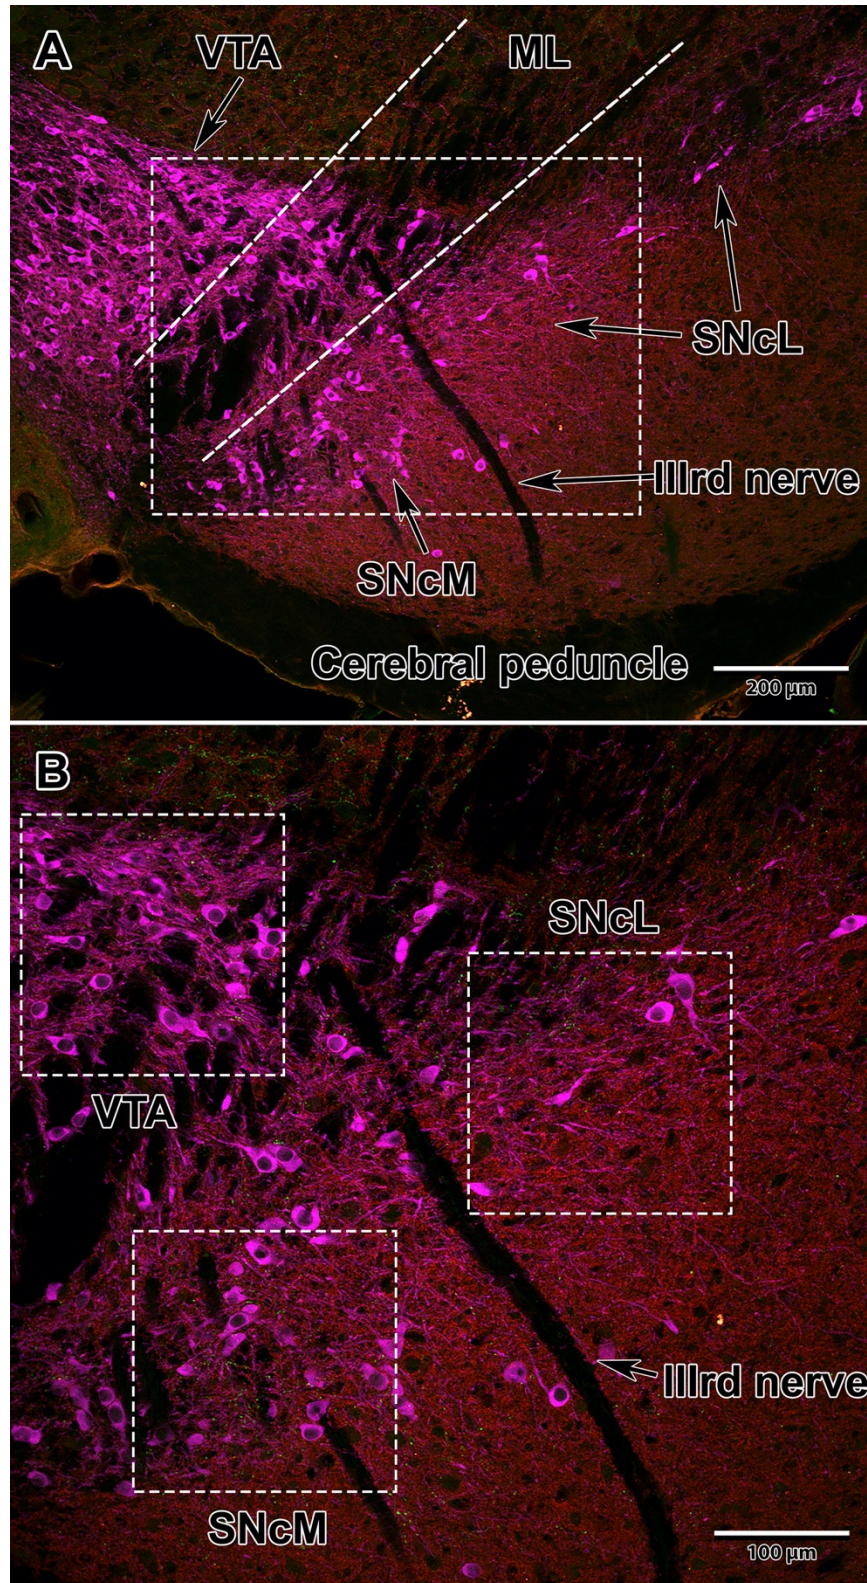 A
VTA
ML
SNcL
IIIrd nerve
SNcM
Cerebral peduncle
200 µm
B
SNcL
VTA
IIIrd nerve
SNcM
100 µm